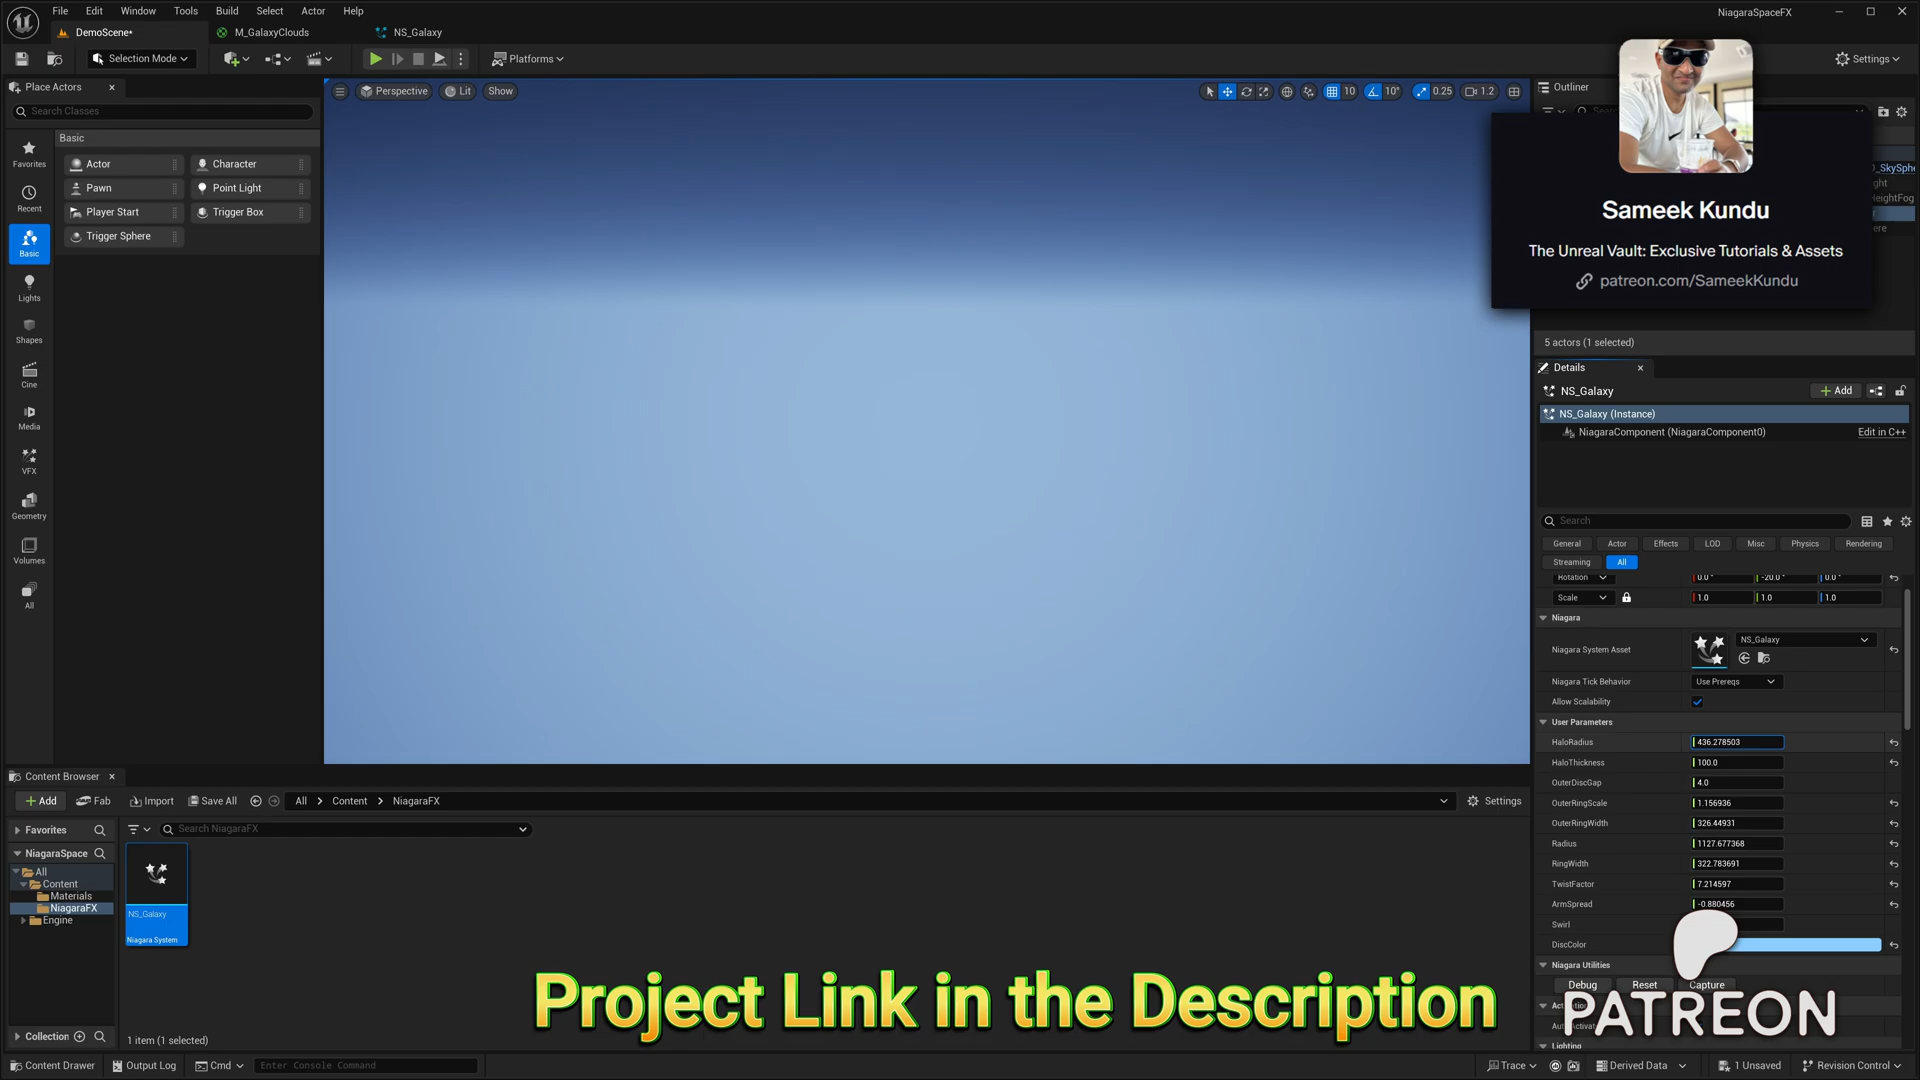 File Edit Window Tools Build Select Actor Help
NiagaraSpaceFX
DemoScene*
M_GalaxyClouds
NS_Galaxy
Selection Mode
Platforms
Settings
Place Actors
Search Classes
Basic
Favorites
Recent
Basic
Lights
Shapes
Cine
Media
VFX
Geometry
Volumes
All
Actor
Character
Pawn
Point Light
Player Start
Trigger Box
Trigger Sphere
Perspective
Lit
Show
10
10°
0.25
1.2
Outliner
Sameek Kundu
The Unreal Vault: Exclusive Tutorials & Assets
patreon.com/SameekKundu
5 actors (1 selected)
Details
NS_Galaxy
Add
NS_Galaxy (Instance)
NiagaraComponent (NiagaraComponent0)
Edit in C++
Search
General Actor Effects LOD Misc Physics Rendering
Streaming All
Rotation 0.0° -20.0° 0.0°
Scale 1.0 1.0 1.0
Niagara
Niagara System Asset
NS_Galaxy
Niagara Tick Behavior Use Prereqs
Allow Scalability
User Parameters
HaloRadius 436.278503
HaloThickness 100.0
OuterDiscGap 4.0
OuterRingScale 1.156936
OuterRingWidth 326.44931
Radius 1127.677368
RingWidth 322.783691
TwistFactor 7.214597
ArmSpread -0.880456
Swirl
DiscColor
Niagara Utilities
Debug Reset Capture
Lighting
PATREON
Content Browser
Add
Fab
Import
Save All
All > Content > NiagaraFX
Settings
Favorites
Search NiagaraFX
NiagaraSpace
All
Content
Materials
NiagaraFX
Engine
NS_Galaxy
Niagara System
Project Link in the Description
Collection
1 item (1 selected)
Content Drawer
Output Log
Cmd
Enter Console Command
Trace
Derived Data
1 Unsaved
Revision Control